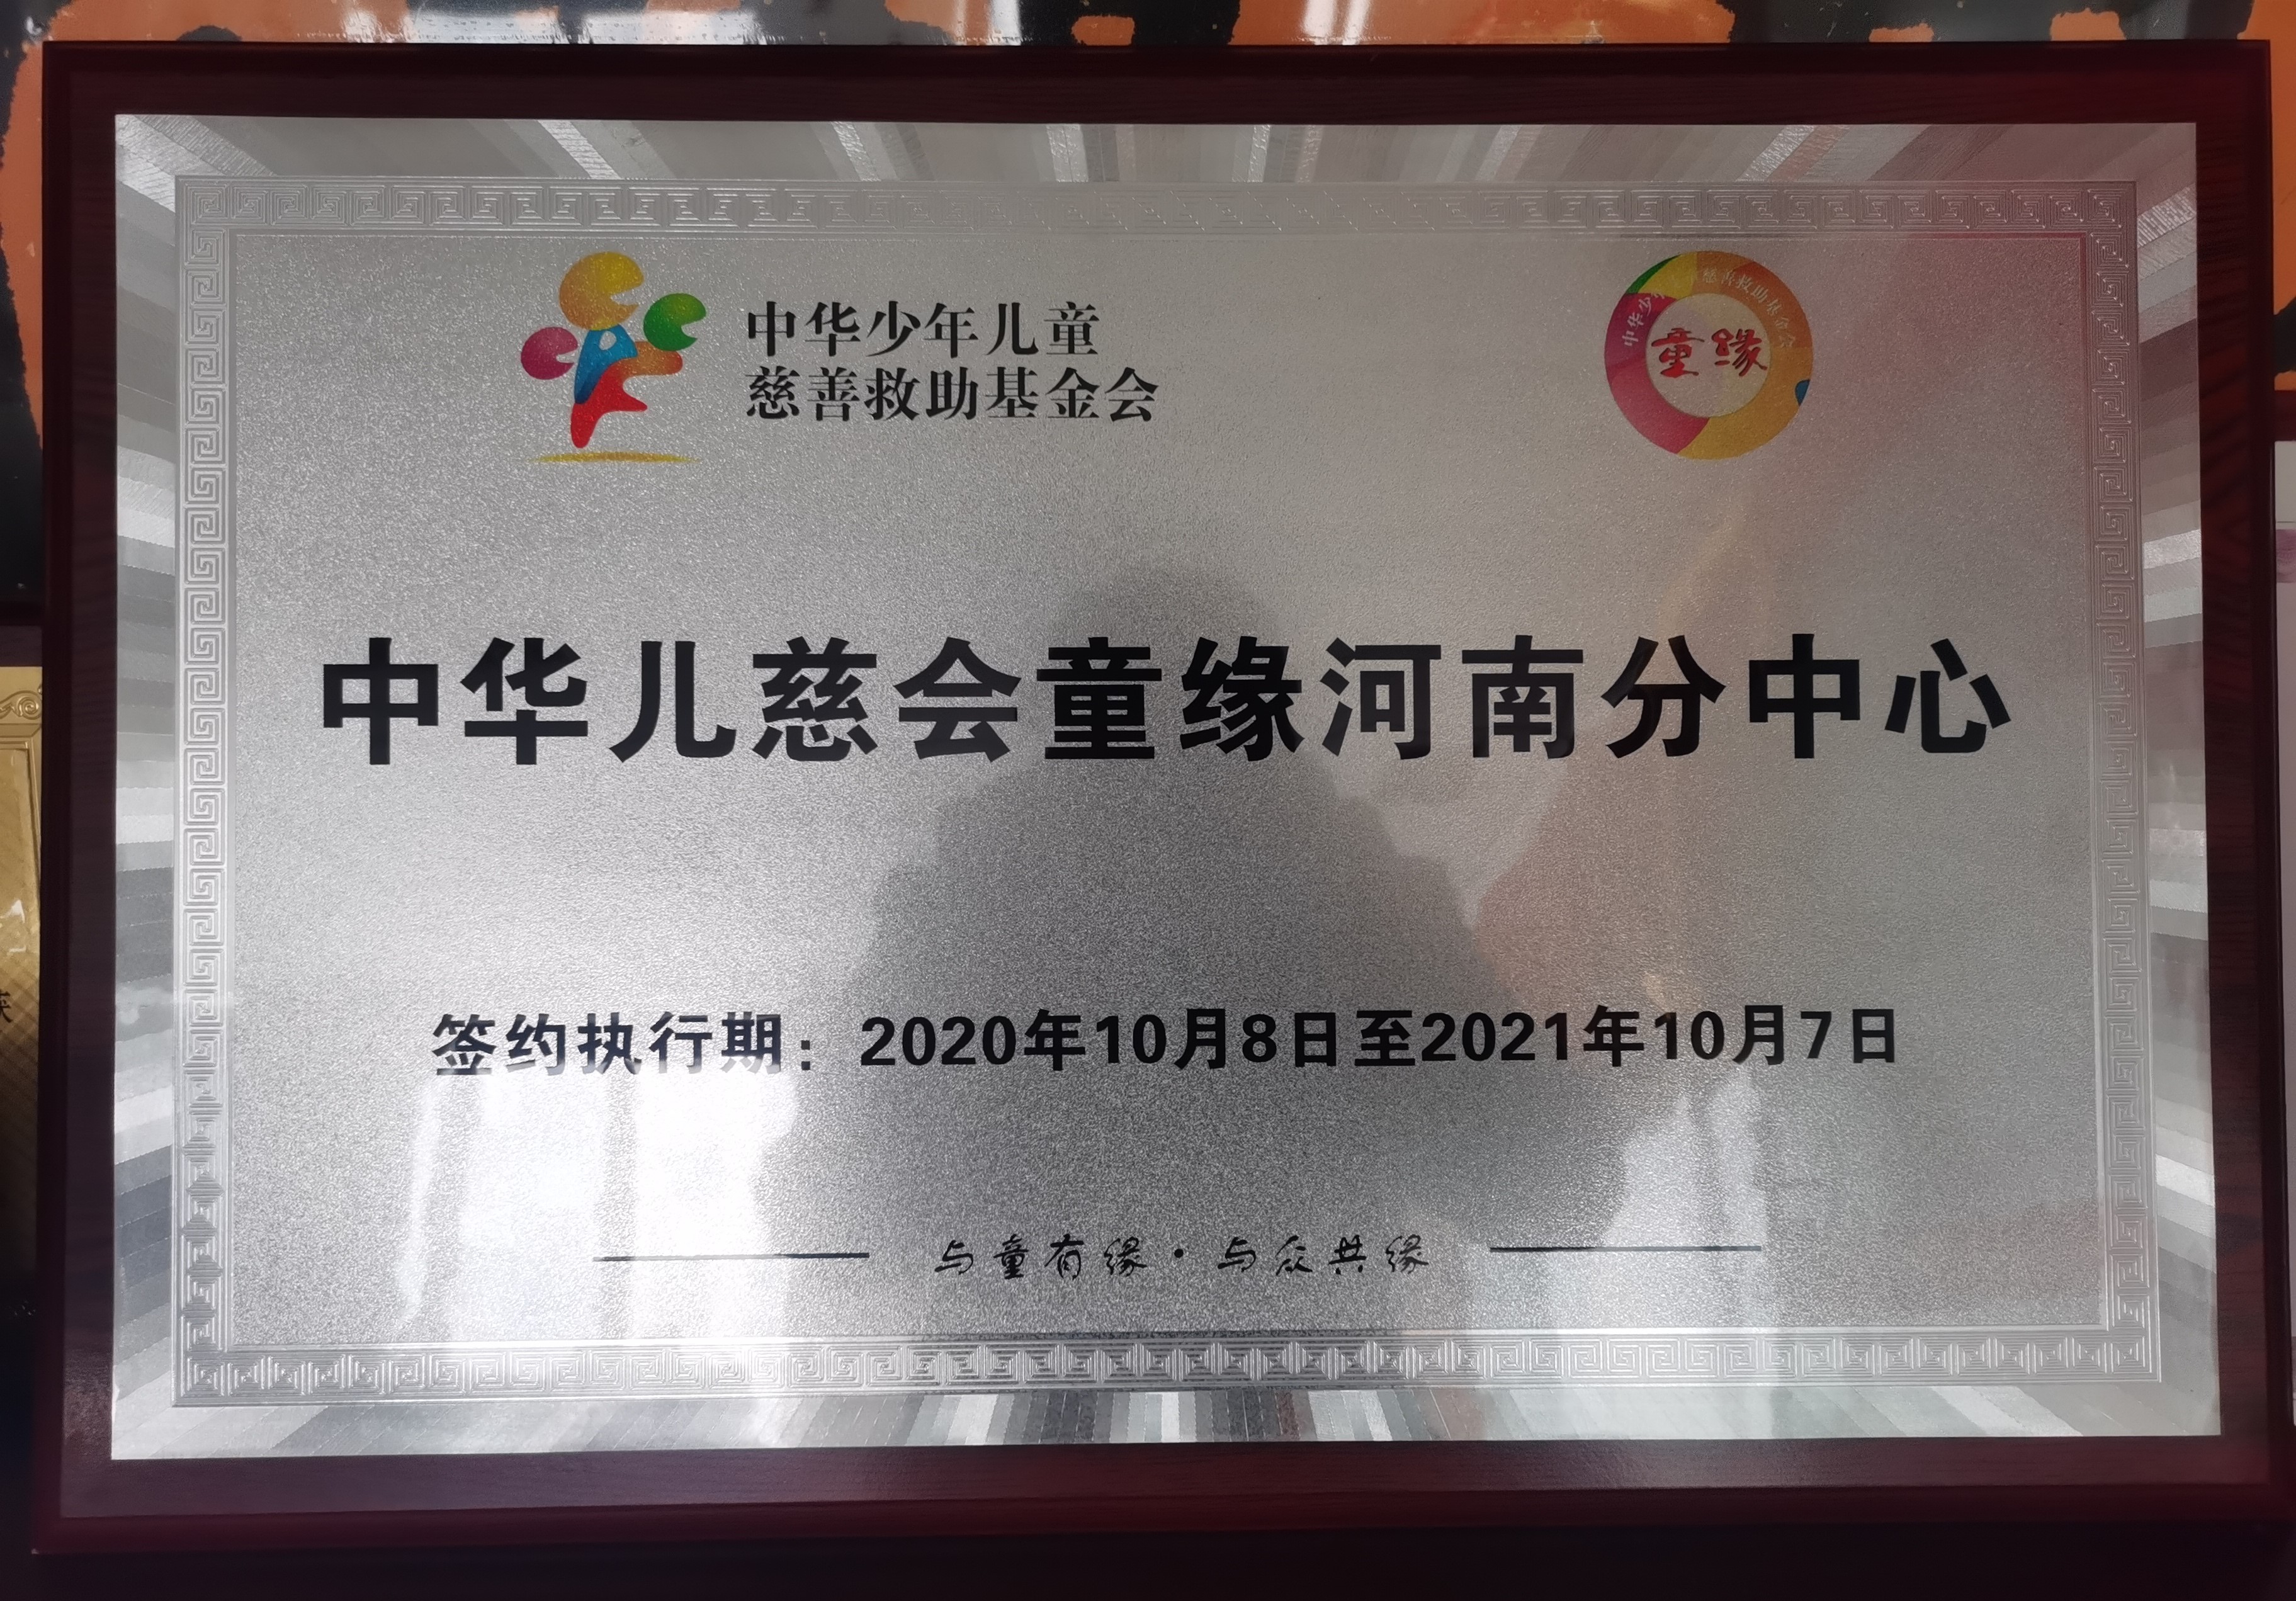 中华少年儿童
慈善救助基金会
童缘
中华儿慈会童缘河南分中心
签约执行期：2020年10月8日至2021年10月7日
与童有缘·与众共缘